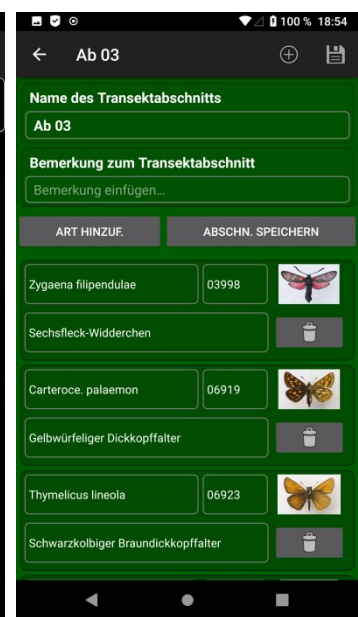 100 % 18:54
Ab 03
Name des Transektabschnitts
Ab 03
Bemerkung zum Transektabschnitt
Bemerkung einfügen…
ART HINZUF.
ABSCHN. SPEICHERN
Zygaena filipendulae
03998
Sechsfleck-Widderchen
Carteroce. palaemon
06919
Gelbwürfeliger Dickkopffalter
Thymelicus lineola
06923
Schwarzkolbiger Braundickkopffalter